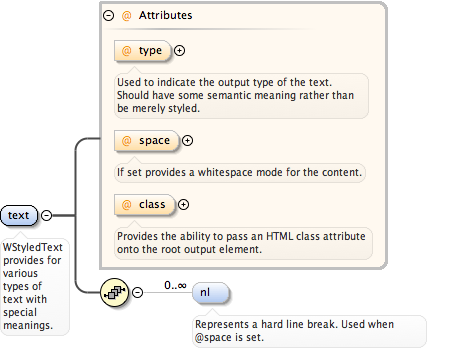 @ Attributes
@ type
Used to indicate the output type of the text.
Should have some semantic meaning rather than
be merely styled.
@ space
If set provides a whitespace mode for the content.
@ class
Provides the ability to pass an HTML class attribute
onto the root output element.
text
WStyledText
provides for
various
types of
text with
special
meanings.
0..∞
nl
Represents a hard line break. Used when
@space is set.